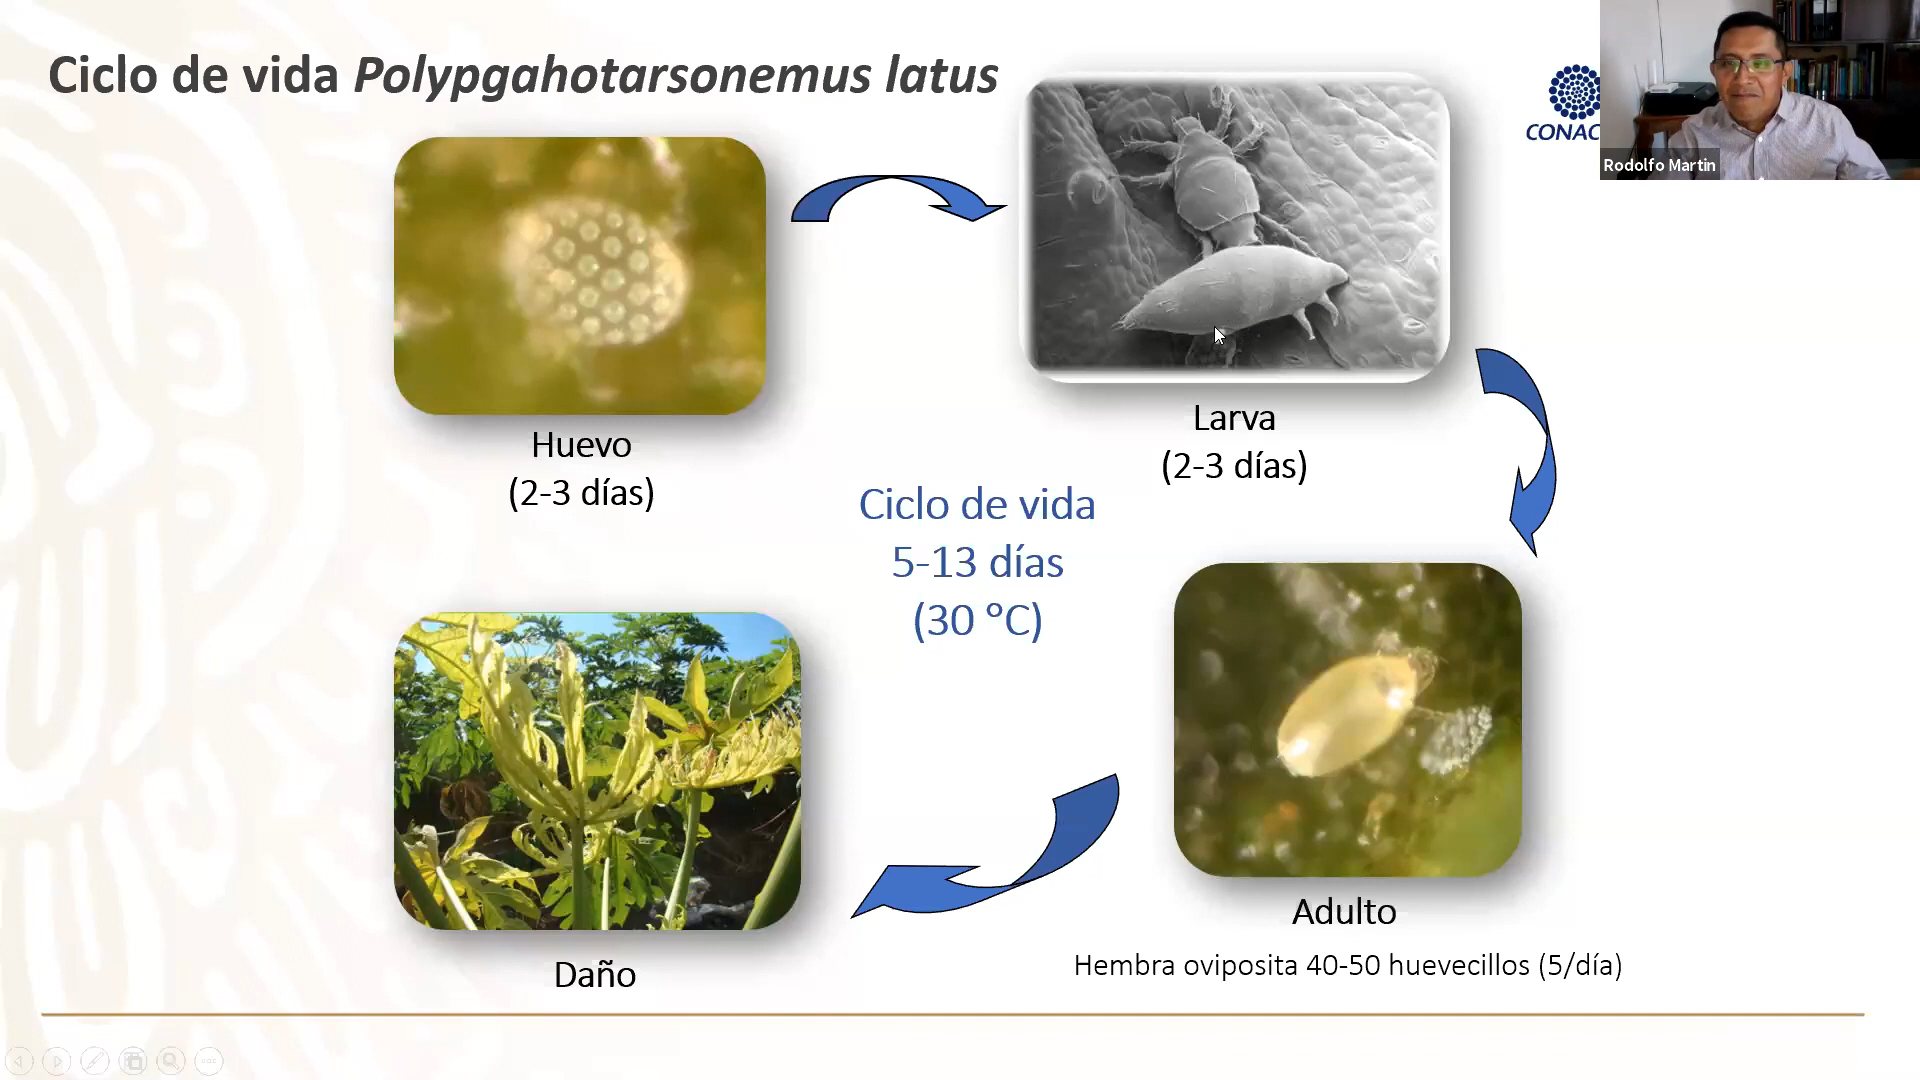 Ciclo de vida Polypgahotarsonemus latus
CONAC
Rodolfo Martin
Huevo
(2-3 días)
Larva
(2-3 días)
Ciclo de vida
5-13 días
(30 °C)
Daño
Adulto
Hembra oviposita 40-50 huevecillos (5/día)